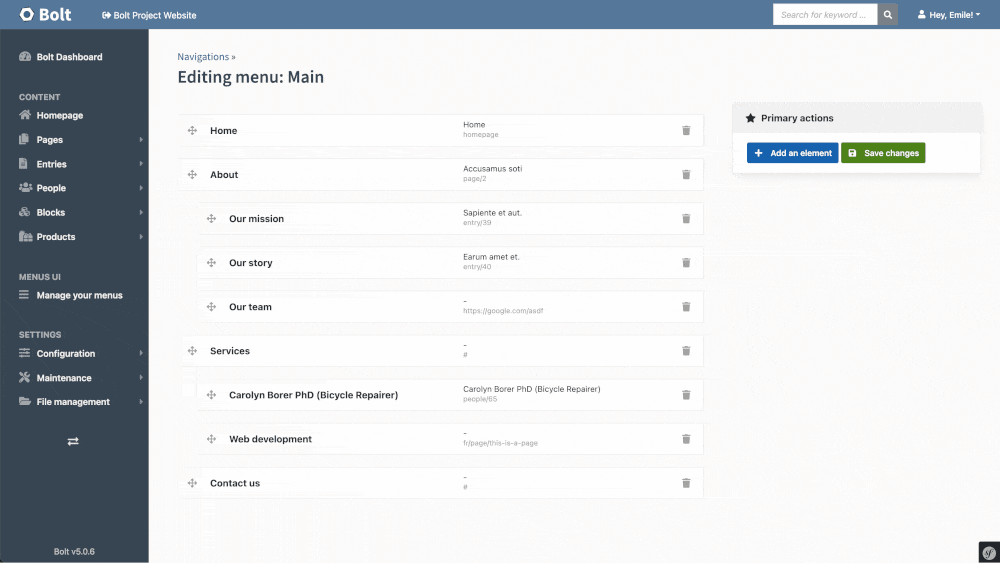 Bolt
Bolt Project Website
Search for keyword ...
Hey, Emile!
Bolt Dashboard
CONTENT
Homepage
Pages
Entries
People
Blocks
Products
MENUS UI
Manage your menus
SETTINGS
Configuration
Maintenance
File management
Bolt v5.0.6
Navigations »
Editing menu: Main
Home
Home
homepage
About
Accusamus soti
page/2
Our mission
Sapiente et aut.
entry/39
Our story
Earum amet et.
entry/40
Our team
-
https://google.com/asdf
Services
-
#
Carolyn Borer PhD (Bicycle Repairer)
Carolyn Borer PhD (Bicycle Repairer)
people/65
Web development
-
fr/page/this-is-a-page
Contact us
-
#
Primary actions
Add an element
Save changes
sf